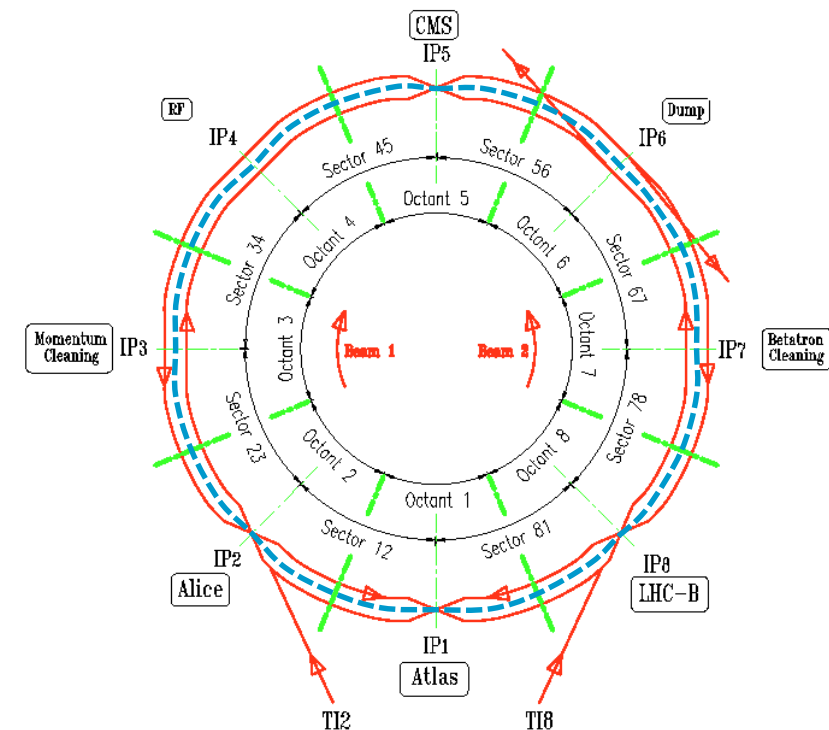 CMS
IP5
RF
Dump
IP4
IP6
Sector 45
Sector 56
Octant 5
Octant 4
Octant 6
Sector 34
Sector 67
Momentum
Cleaning
IP3
Octant 3
Beam 1
Beam 2
Octant 7
IP7
Betatron
Cleaning
Sector 23
Sector 78
Octant 2
Octant 8
Octant 1
Sector 12
Sector 81
IP2
IP8
Alice
LHC-B
IP1
Atlas
TI2
TI8